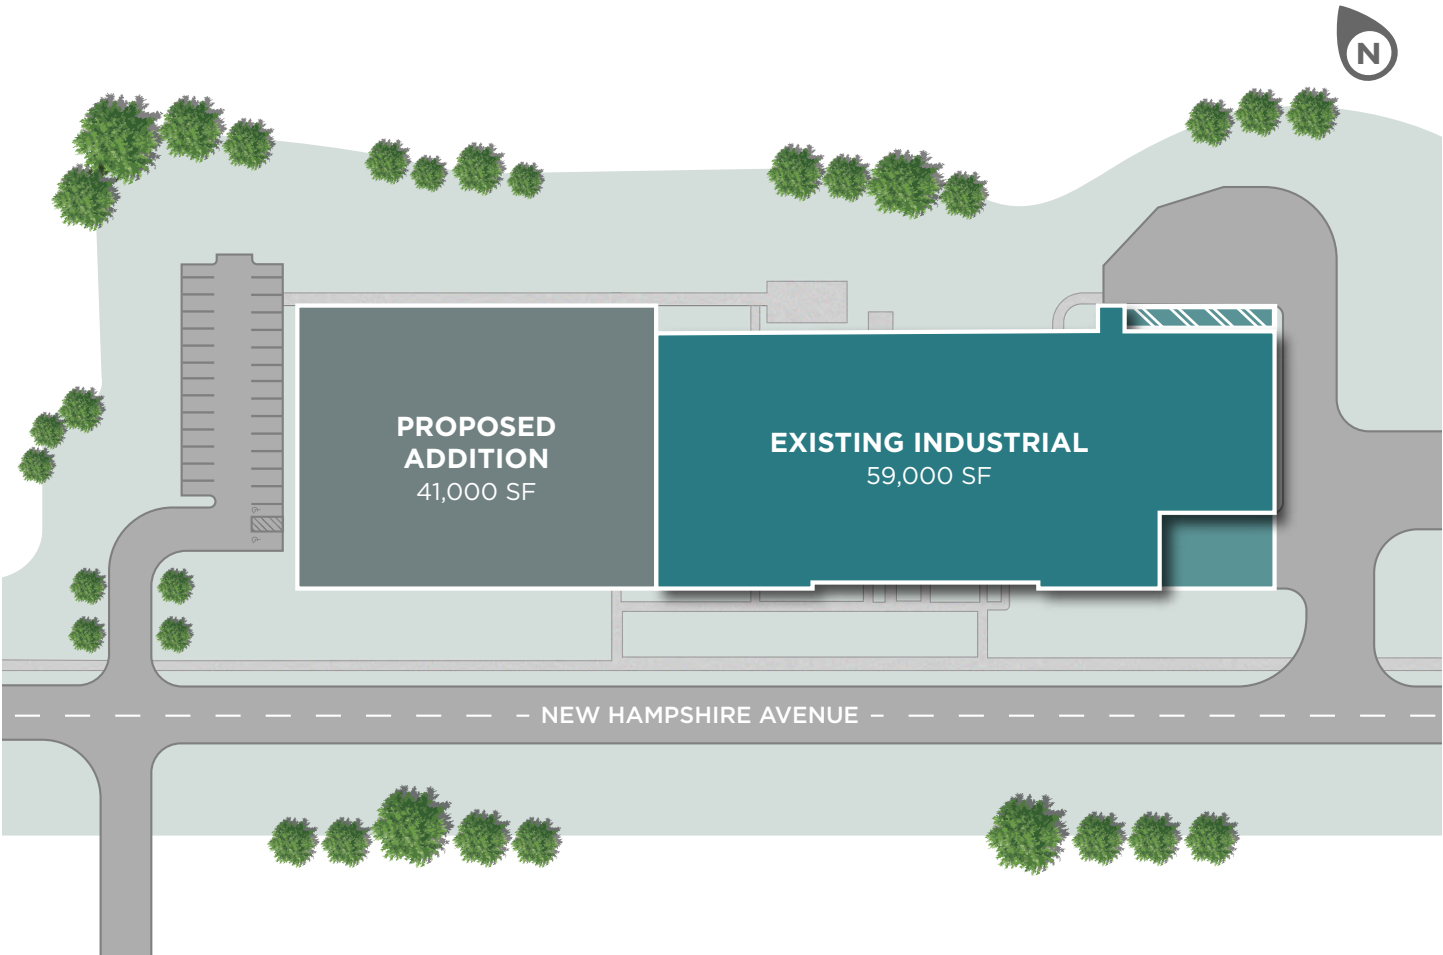 N
PROPOSED
ADDITION
41,000 SF
EXISTING INDUSTRIAL
59,000 SF
NEW HAMPSHIRE AVENUE